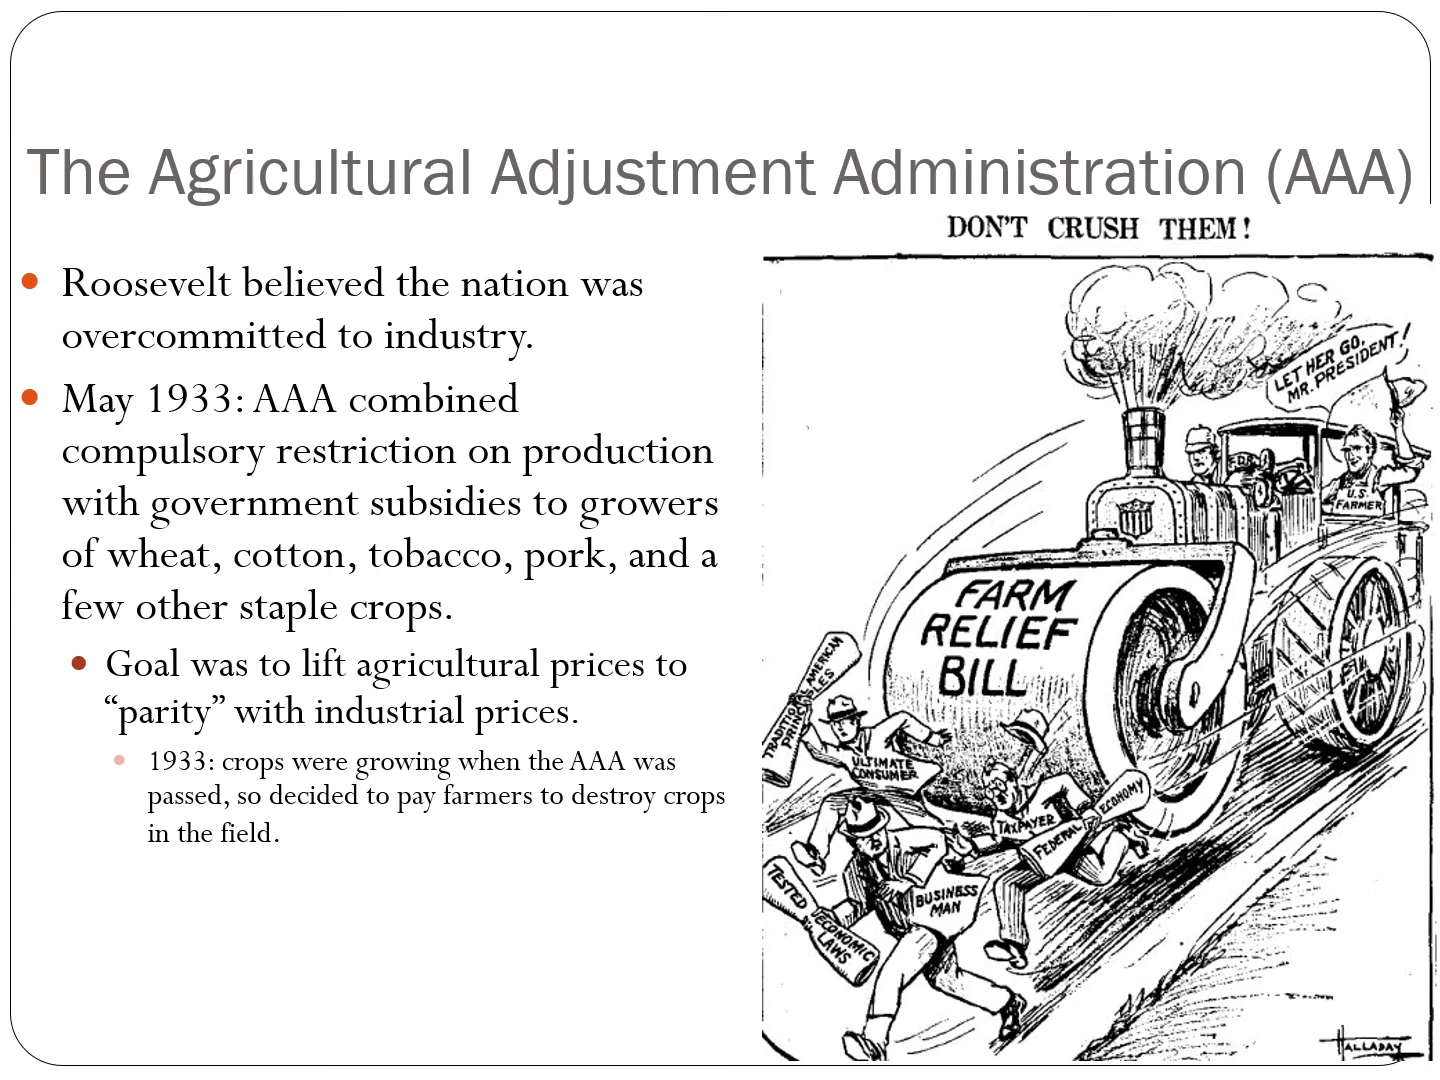 The Agricultural Adjustment Administration (AAA)
Roosevelt believed the nation was
overcommitted to industry.
May 1933: AAA combined
compulsory restriction on production
with government subsidies to growers
of wheat, cotton, tobacco, pork, and a
few other staple crops.
Goal was to lift agricultural prices to
“parity” with industrial prices.
1933: crops were growing when the AAA was
passed, so decided to pay farmers to destroy crops
in the field.
DON'T CRUSH THEM!
LET HER GO,
MR. PRESIDENT!
F.D.R.
U.S.
FARMER
FARM
RELIEF
BILL
TRADITIONAL AMERICAN
PRINCIPLES
ULTIMATE
CONSUMER
TAXPAYER
FEDERAL ECONOMY
BUSINESS
MAN
TESTED ECONOMIC
LAWS
HALLADAY